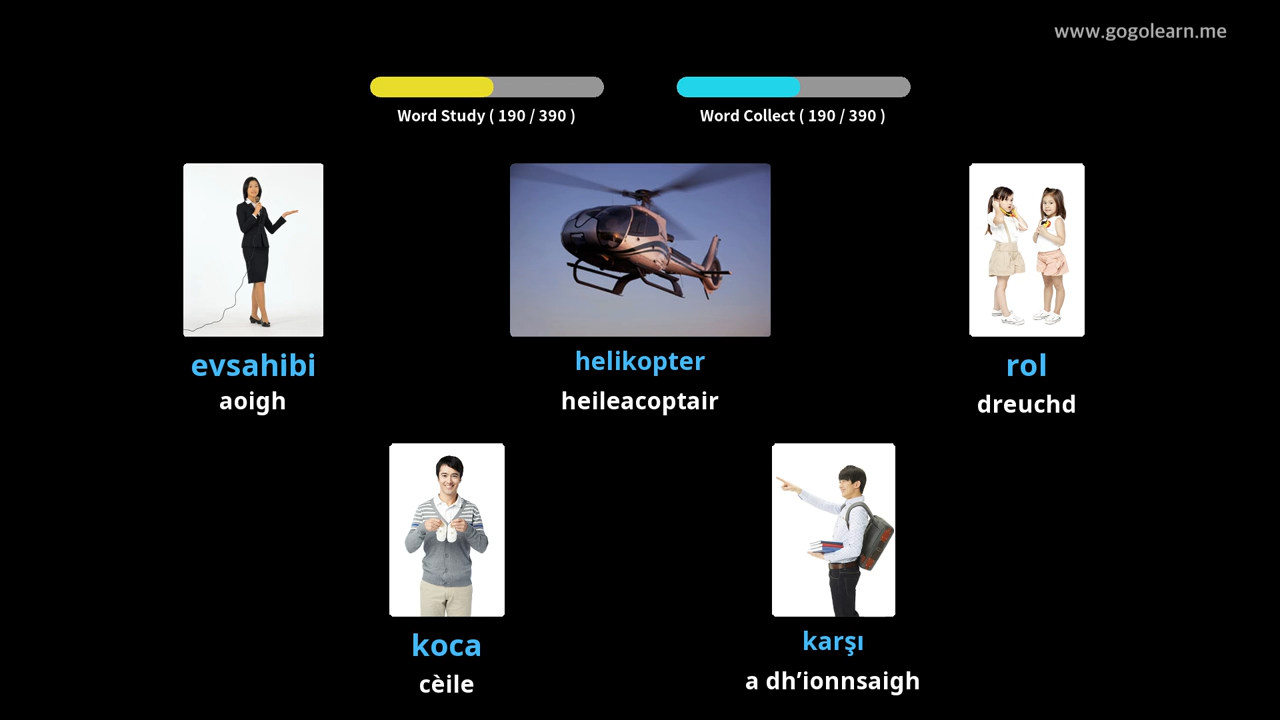 www.gogolearn.me
Word Study ( 190 / 390 )
Word Collect ( 190 / 390 )
evsahibi
aoigh
helikopter
heileacoptair
rol
dreuchd
koca
cèile
karşı
a dh’ionnsaigh